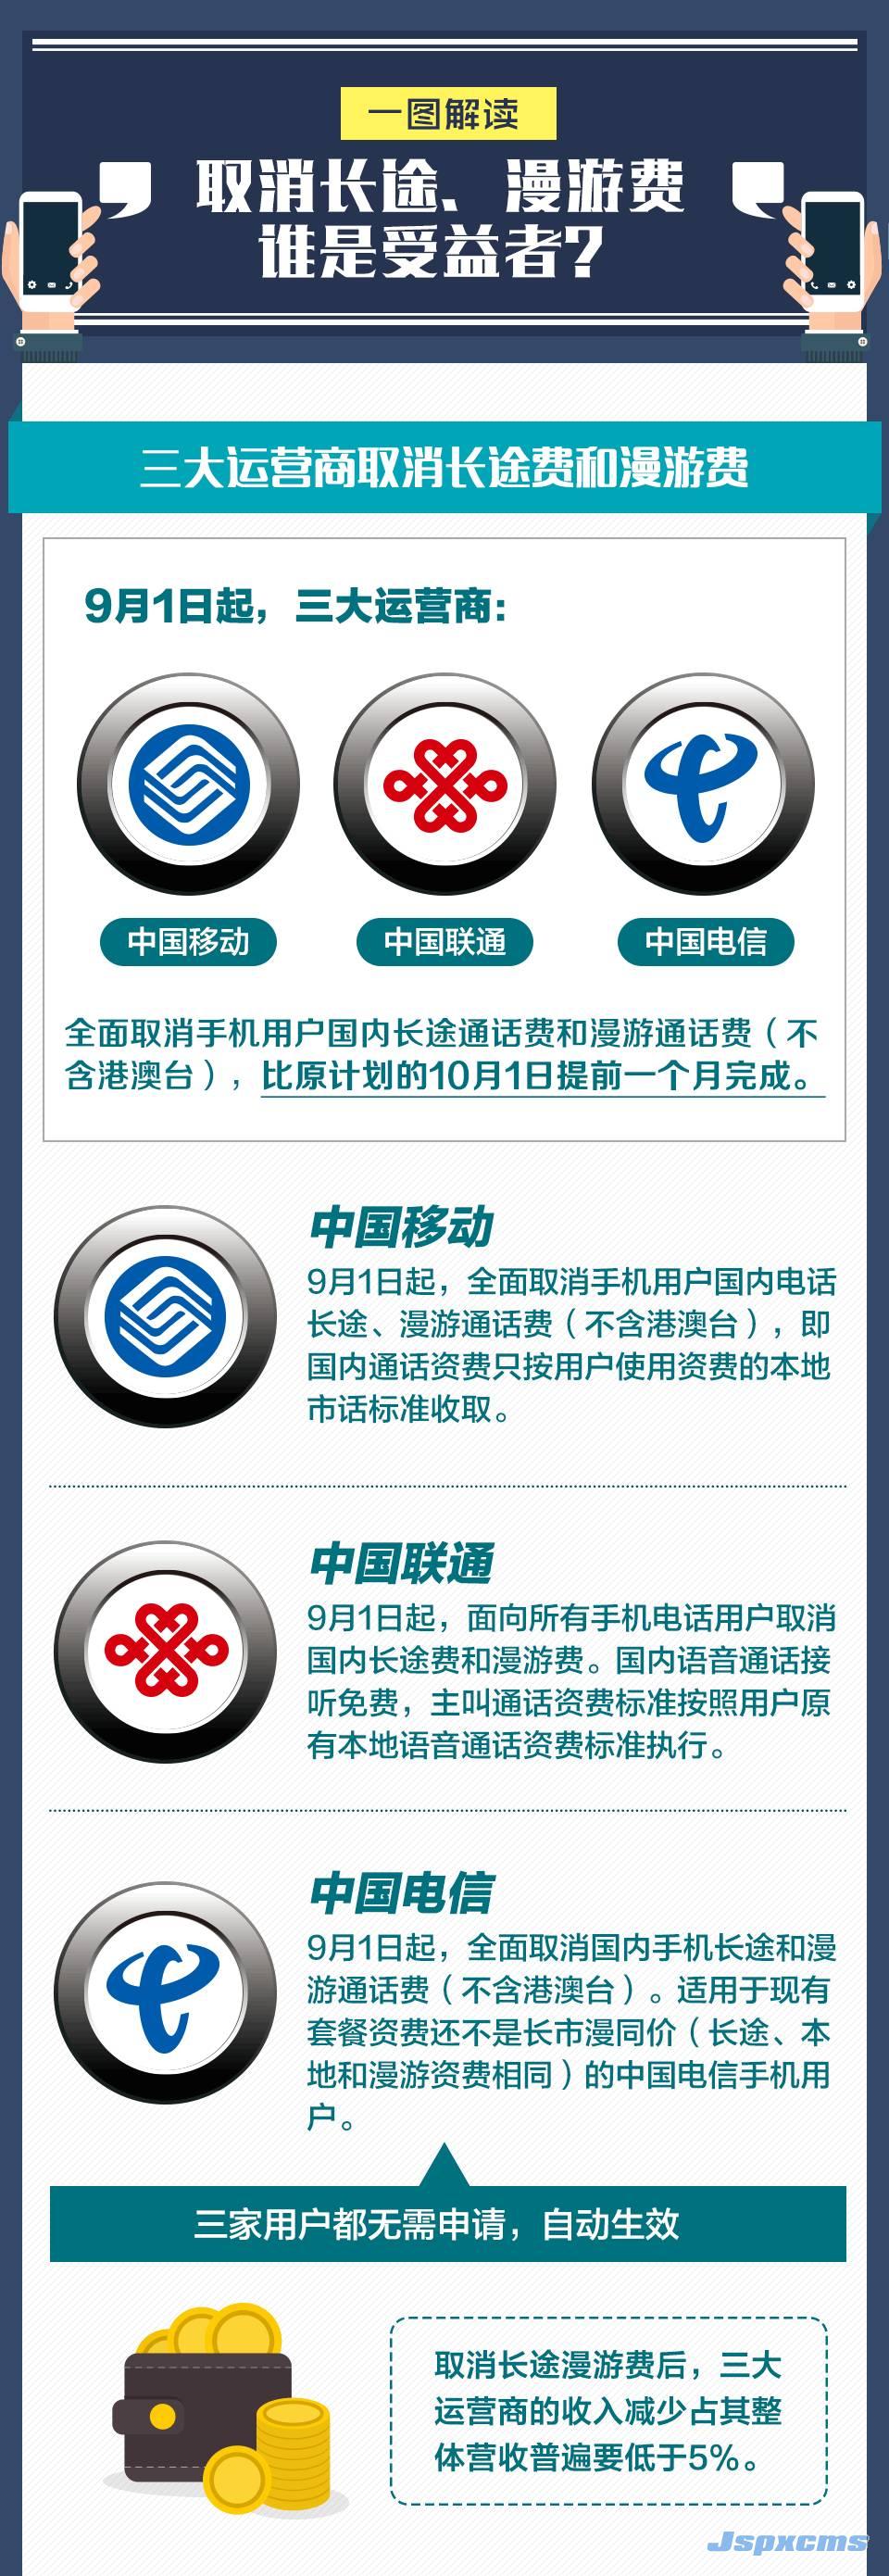 一图解读
取消长途、漫游费
谁是受益者?
三大运营商取消长途费和漫游费
9月1日起，三大运营商:
中国移动
中国联通
中国电信
全面取消手机用户国内长途通话费和漫游通话费（不
含港澳台），比原计划的10月1日提前一个月完成。
中国移动
9月1日起，全面取消手机用户国内电话
长途、漫游通话费（不含港澳台），即
国内通话资费只按用户使用资费的本地
市话标准收取。
中国联通
9月1日起，面向所有手机电话用户取消
国内长途费和漫游费。国内语音通话接
听免费，主叫通话资费标准按照用户原
有本地语音通话资费标准执行。
中国电信
9月1日起，全面取消国内手机长途和漫
游通话费（不含港澳台）。适用于现有
套餐资费还不是长市漫同价（长途、本
地和漫游资费相同）的中国电信手机用
户。
三家用户都无需申请，自动生效
取消长途漫游费后，三大
运营商的收入减少占其整
体营收普遍要低于5%。
Jspxcms